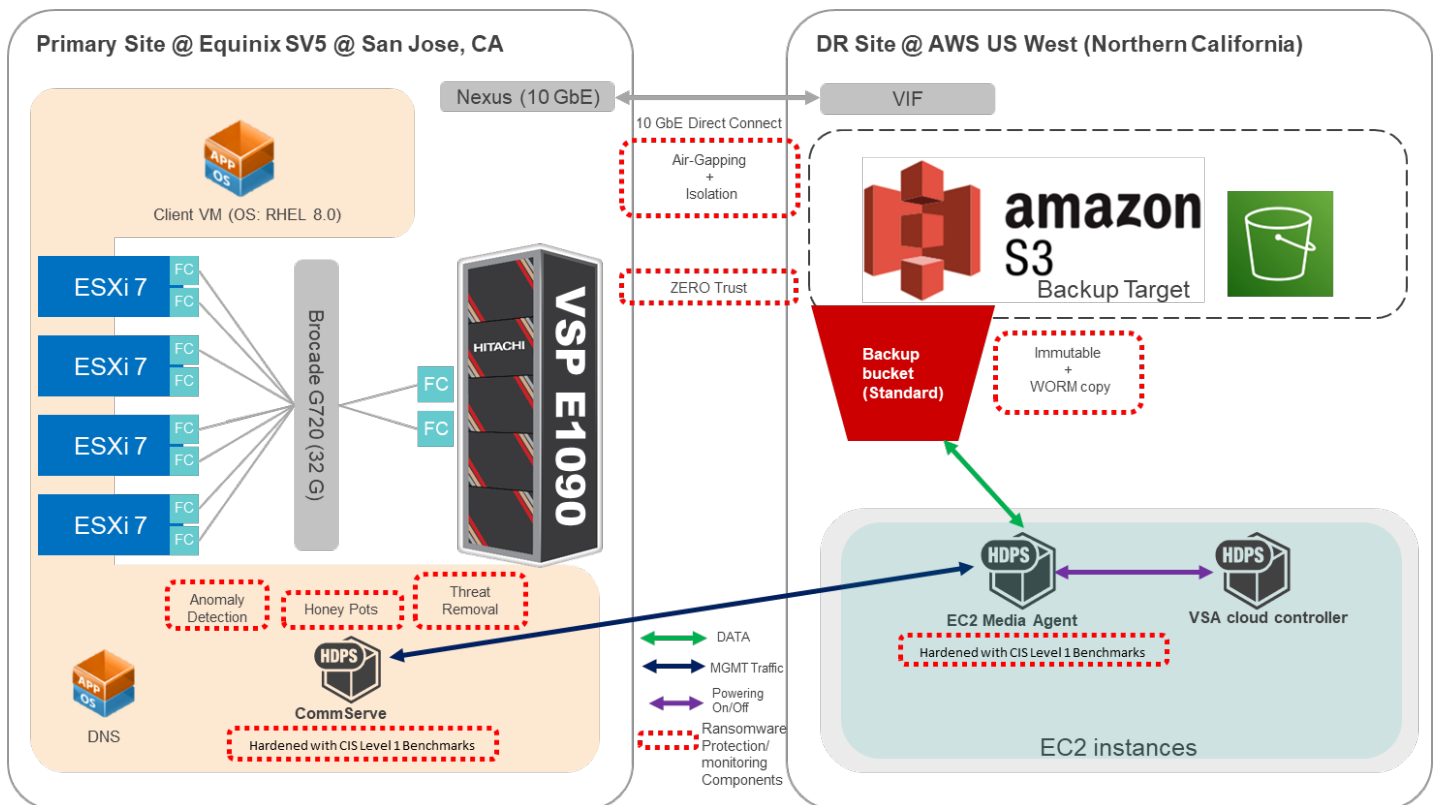 Primary Site @ Equinix SV5 @ San Jose, CA
Nexus (10 GbE)
APP
OS
Client VM (OS: RHEL 8.0)
ESXi 7
FC
FC
ESXi 7
FC
FC
ESXi 7
FC
FC
ESXi 7
FC
FC
Brocade G720 (32 G)
FC
FC
HITACHI
VSP E1090
Anomaly
Detection
Honey Pots
Threat
Removal
APP
OS
DNS
HDPS
CommServe
Hardened with CIS Level 1 Benchmarks
10 GbE Direct Connect
Air-Gapping
+
Isolation
ZERO Trust
DATA
MGMT Traffic
Powering
On/Off
Ransomware
Protection/
monitoring
Components
DR Site @ AWS US West (Northern California)
VIF
amazon
S3
Backup Target
Backup
bucket
(Standard)
Immutable
+
WORM copy
HDPS
EC2 Media Agent
Hardened with CIS Level 1 Benchmarks
HDPS
VSA cloud controller
EC2 instances